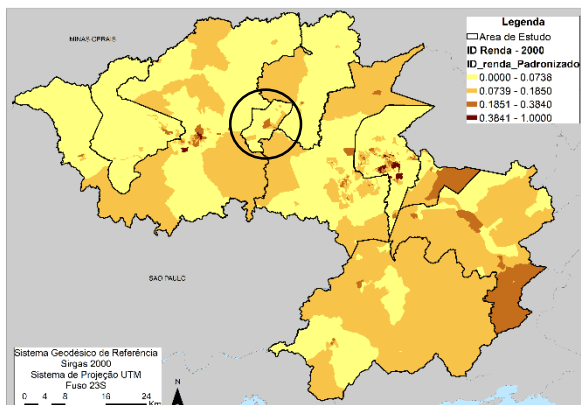 MINAS GERAIS
Legenda
Área de Estudo
ID Renda - 2000
ID_renda_Padronizado
0.0000 - 0.0738
0.0739 - 0.1850
0.1851 - 0.3840
0.3841 - 1.0000
SAO PAULO
Sistema Geodésico de Referência
Sirgas 2000
Sistema de Projeção UTM
Fuso 23S
0 4 8 16 24
Km
N